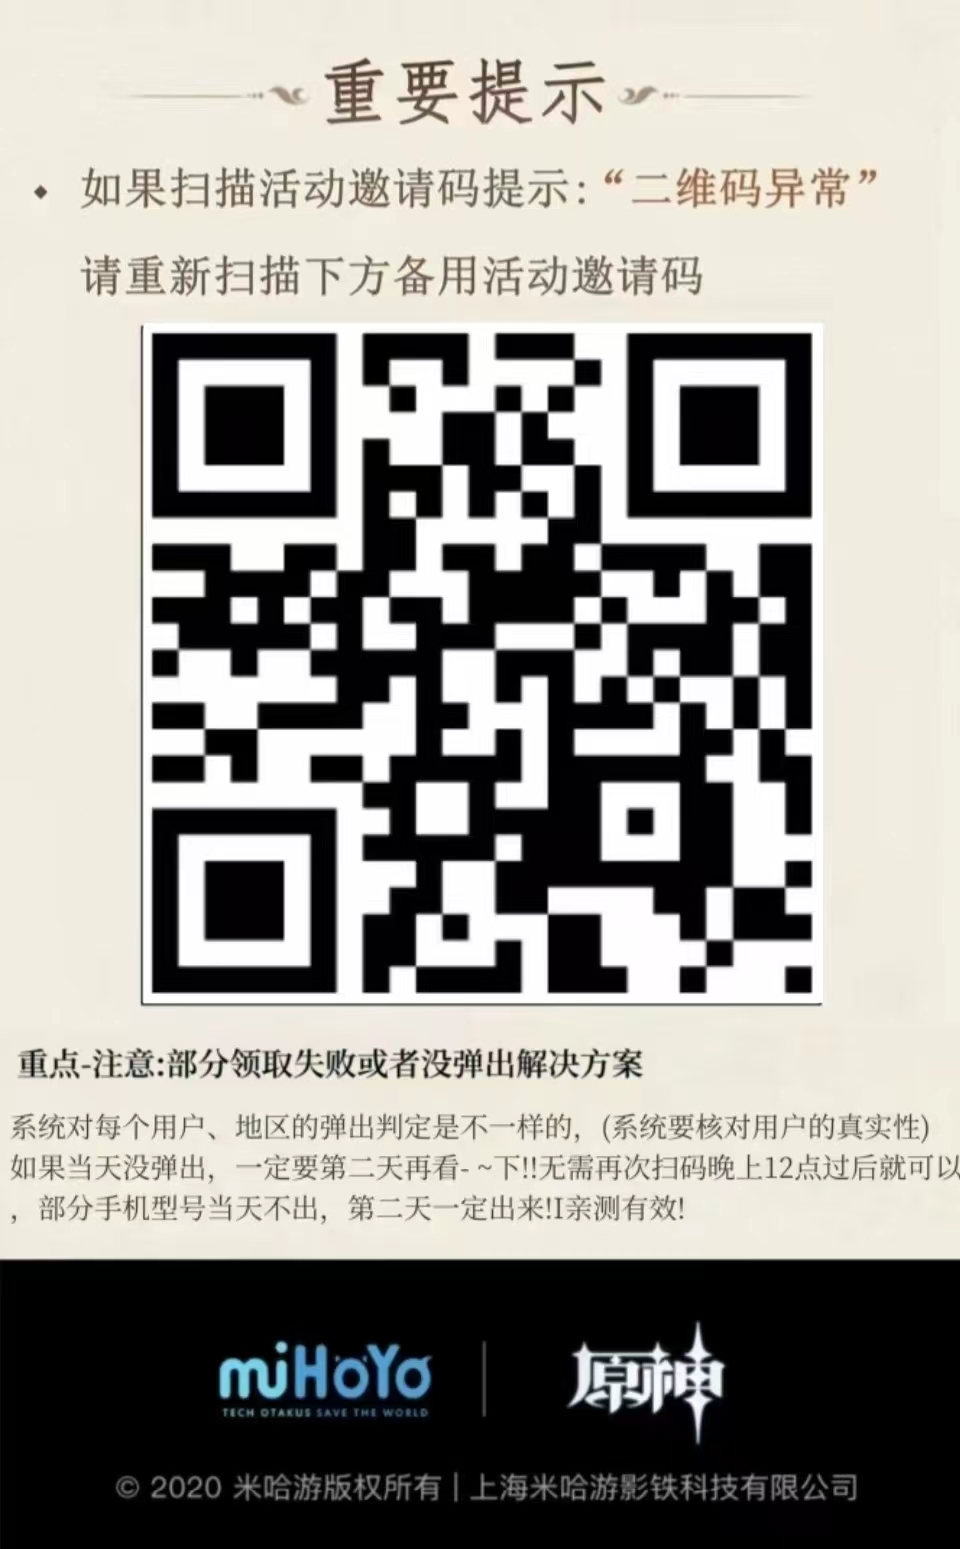 重要提示
如果扫描活动邀请码提示：“二维码异常”
请重新扫描下方备用活动邀请码
重点-注意:部分领取失败或者没弹出解决方案
系统对每个用户、地区的弹出判定是不一样的，(系统要核对用户的真实性)
如果当天没弹出，一定要第二天再看- ~下!!无需再次扫码晚上12点过后就可以
，部分手机型号当天不出，第二天一定出来!I亲测有效!
miHoYo
TECH OTAKUS SAVE THE WORLD
原神
© 2020 米哈游版权所有 | 上海米哈游影铁科技有限公司